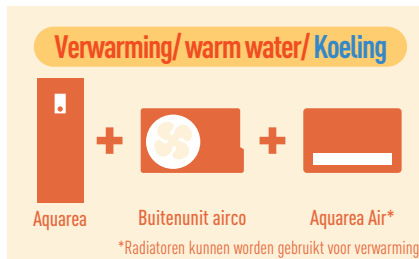 Verwarming/ warm water/ Koeling
Aquarea
Buitenunit airco
Aquarea Air*
*Radiatoren kunnen worden gebruikt voor verwarming